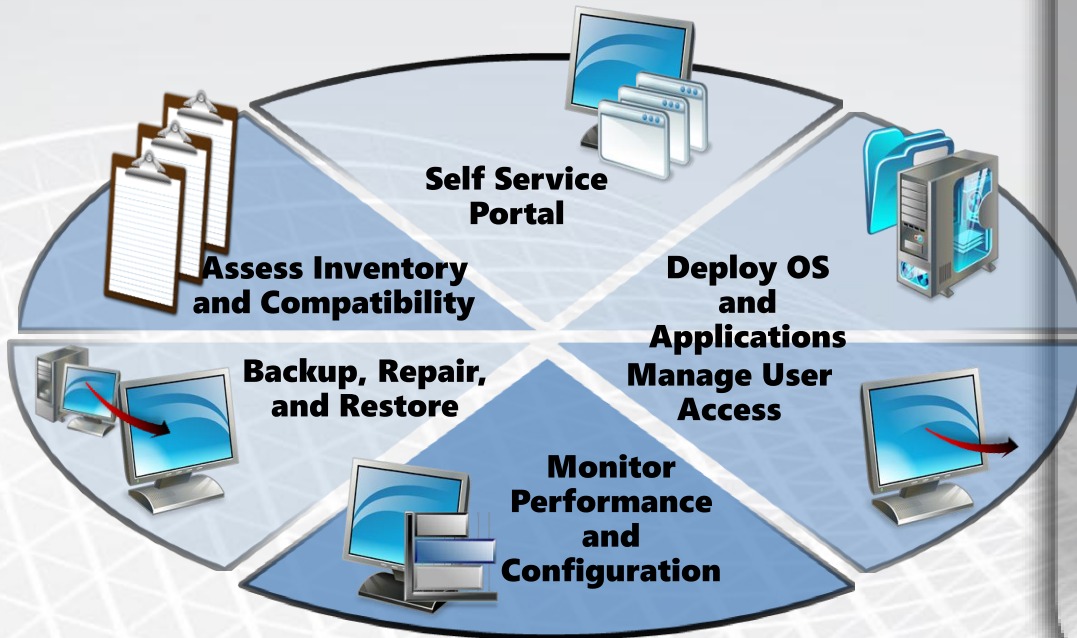 Self Service
Portal
Assess Inventory
and Compatibility
Deploy OS
and
Applications
Backup, Repair,
and Restore
Manage User
Access
Monitor
Performance
and
Configuration